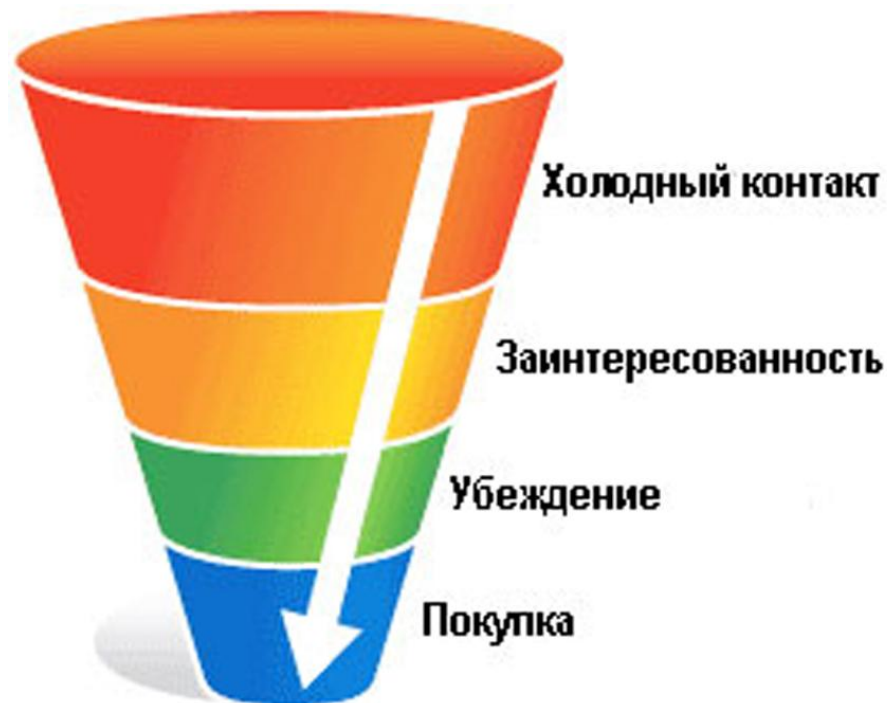 Холодный контакт
Заинтересованность
Убеждение
Покупка